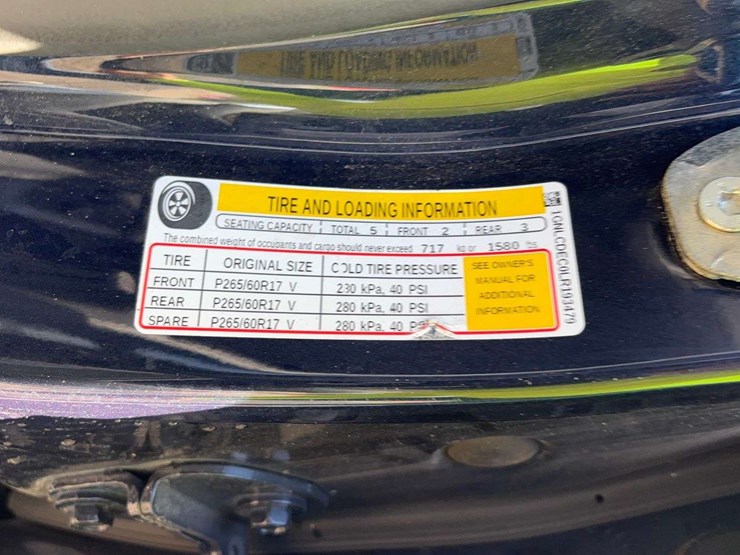 TIRE AND LOADING INFORMATION
SEATING CAPACITY TOTAL 5 FRONT 2 REAR 3
The combined weight of occupants and cargo should never exceed 717 kg or 1580 lbs
TIRE ORIGINAL SIZE COLD TIRE PRESSURE
FRONT P265/60R17 V 230 kPa, 40 PSI
REAR P265/60R17 V 280 kPa, 40 PSI
SPARE P265/60R17 V 280 kPa, 40
SEE OWNER'S
MANUAL FOR
ADDITIONAL
INFORMATION
1GNLCDEC0LR193479